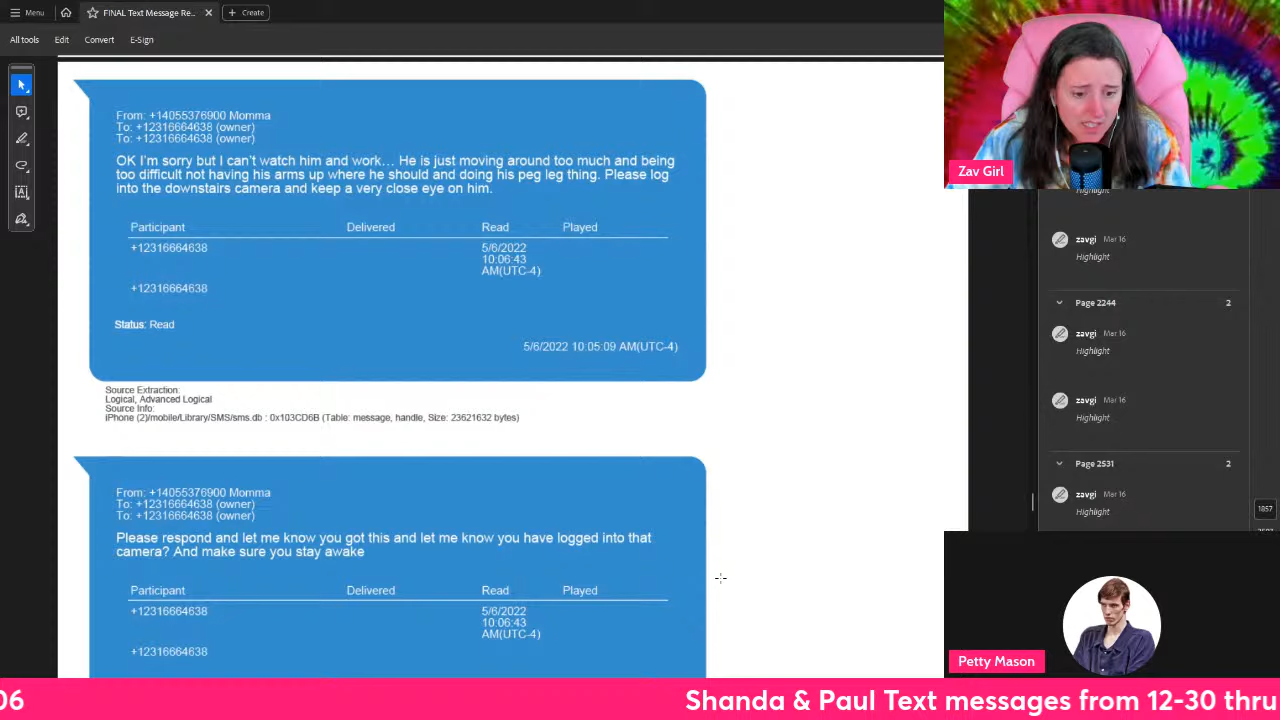 Menu
FINAL Text Message Re...
Create
All tools
Edit
Convert
E-Sign
From: +14055376900 Momma
To: +12316664638 (owner)
To: +12316664638 (owner)
OK I'm sorry but I can't watch him and work... He is just moving around too much and being
too difficult not having his arms up where he should and doing his peg leg thing. Please log
into the downstairs camera and keep a very close eye on him.
Participant Delivered Read Played
+12316664638 5/6/2022
10:06:43
AM(UTC-4)
+12316664638
Status: Read
5/6/2022 10:05:09 AM(UTC-4)
Source Extraction:
Logical, Advanced Logical
Source Info:
iPhone (2)/mobile/Library/SMS/sms.db : 0x103CD6B (Table: message, handle, Size: 23621632 bytes)
From: +14055376900 Momma
To: +12316664638 (owner)
To: +12316664638 (owner)
Please respond and let me know you got this and let me know you have logged into that
camera? And make sure you stay awake
Participant Delivered Read Played
+12316664638 5/6/2022
10:06:43
AM(UTC-4)
+12316664638
Zav Girl
Highlight
zavgi Mar 16
Highlight
Page 2244 2
zavgi Mar 16
Highlight
zavgi Mar 16
Highlight
Page 2531 2
zavgi Mar 16
Highlight
1857
Petty Mason
06 Shanda & Paul Text messages from 12-30 thru